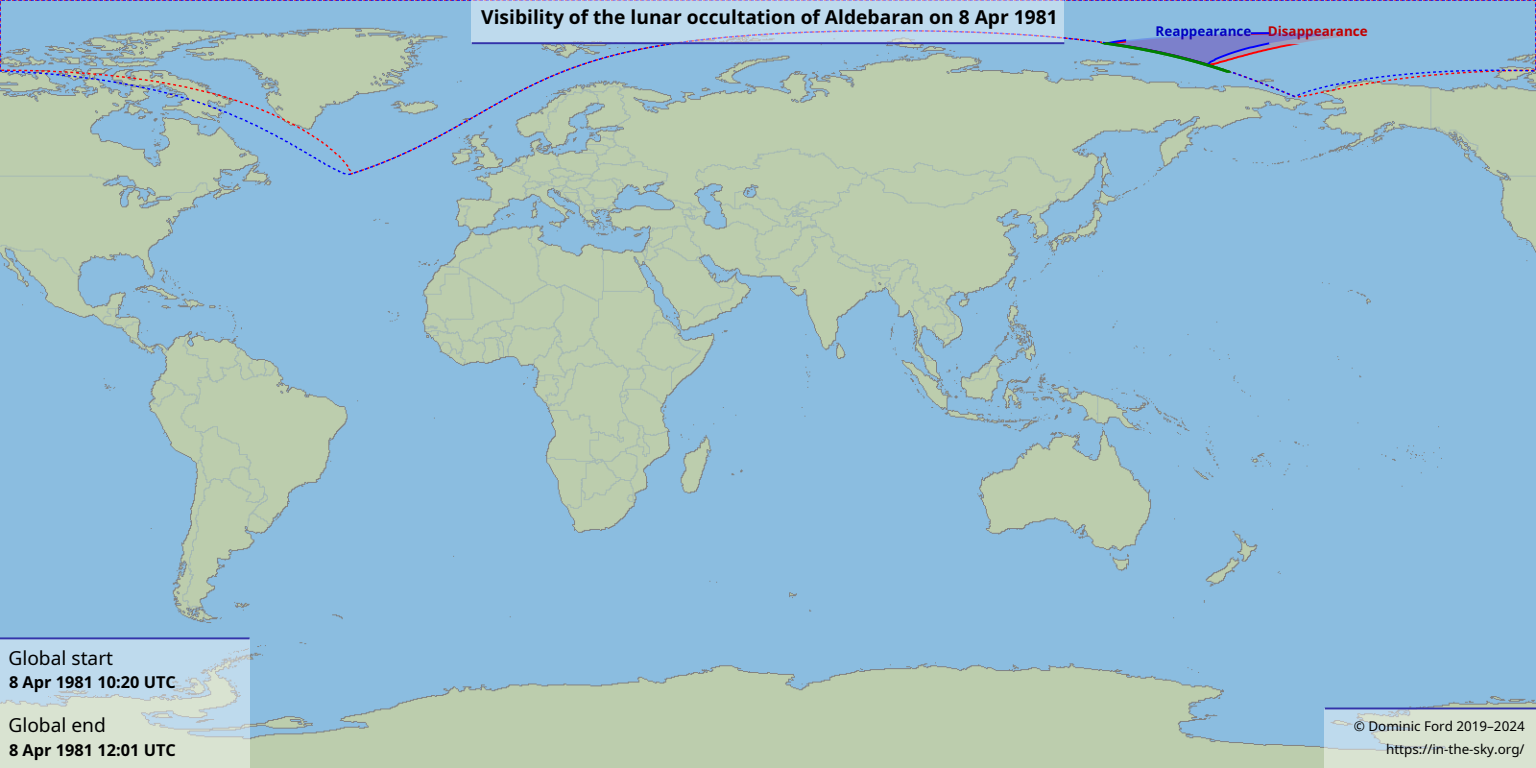 Visibility of the lunar occultation of Aldebaran on 8 Apr 1981
Reappearance
Disappearance
Global start
8 Apr 1981 10:20 UTC
Global end
8 Apr 1981 12:01 UTC
© Dominic Ford 2019–2024
https://in-the-sky.org/